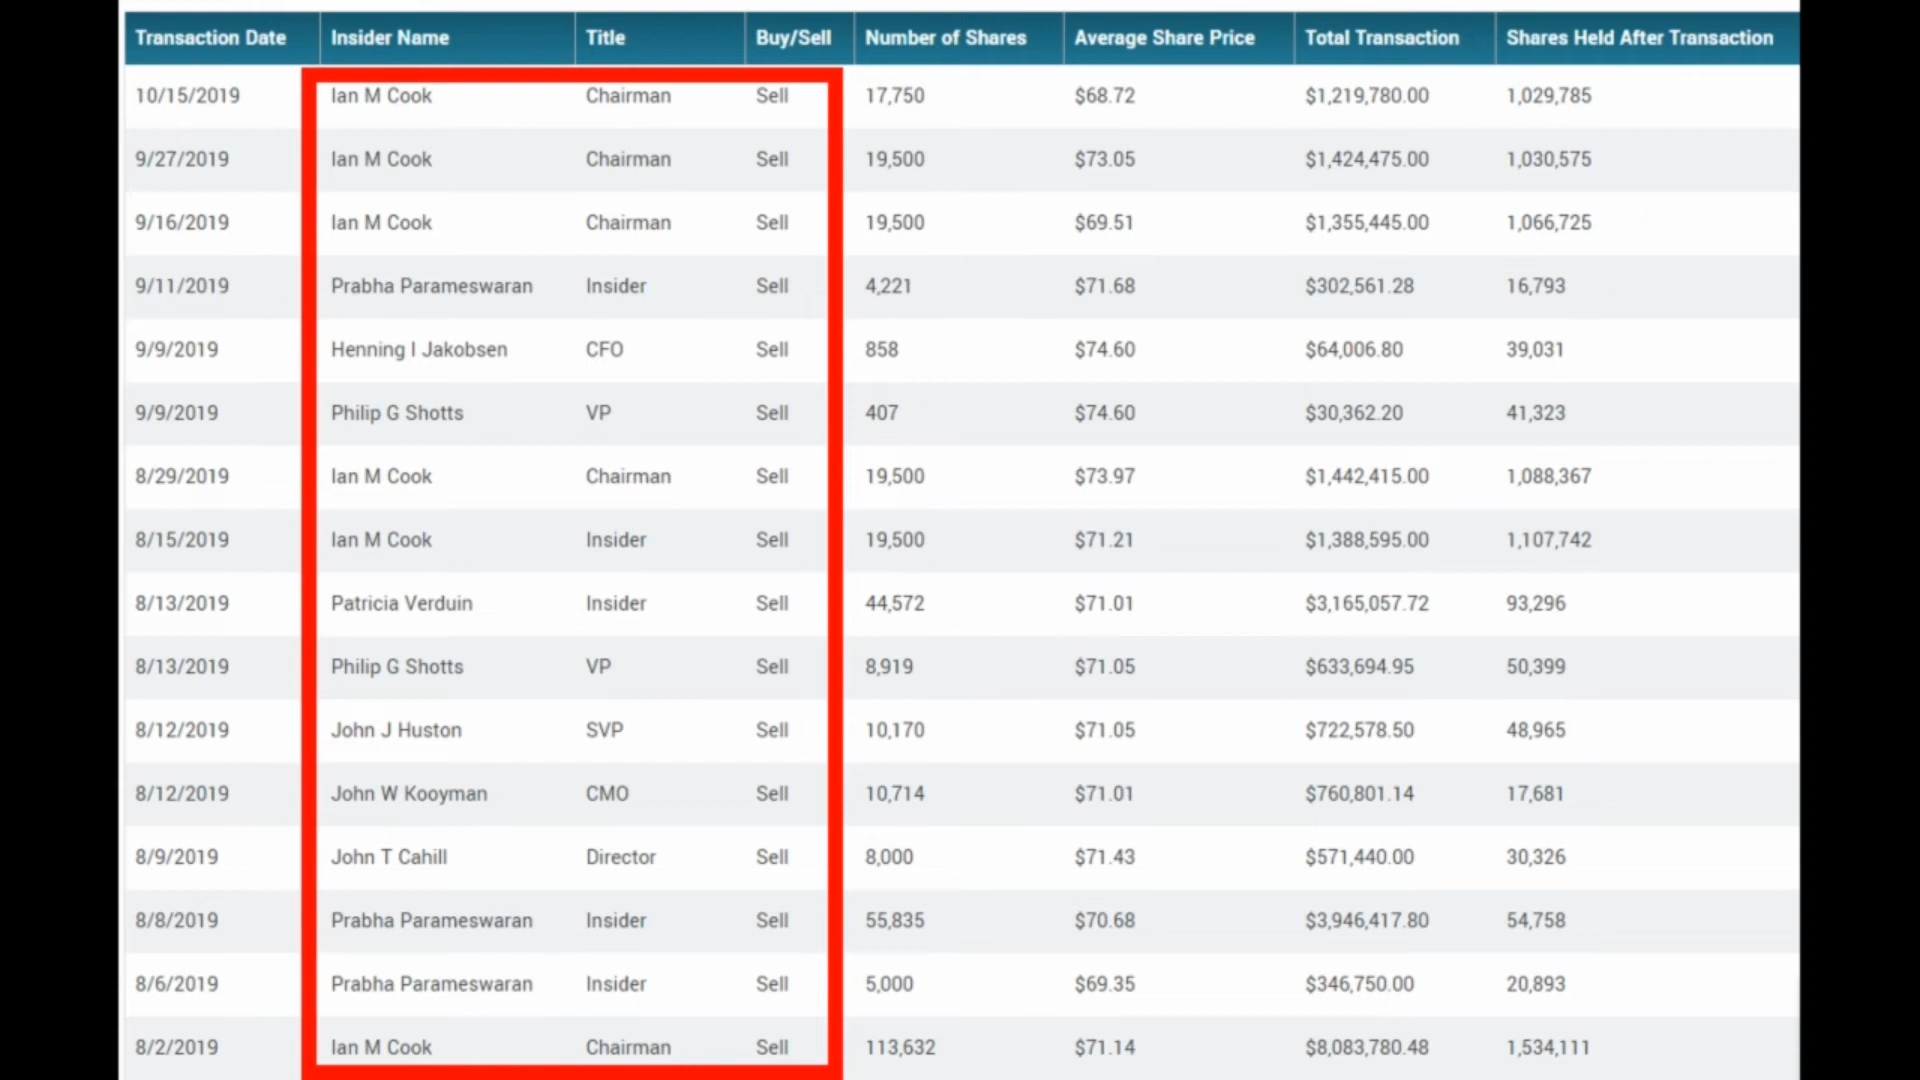 Transaction Date Insider Name Title Buy/Sell Number of Shares Average Share Price Total Transaction Shares Held After Transaction
10/15/2019 Ian M Cook Chairman Sell 17,750 $68.72 $1,219,780.00 1,029,785
9/27/2019 Ian M Cook Chairman Sell 19,500 $73.05 $1,424,475.00 1,030,575
9/16/2019 Ian M Cook Chairman Sell 19,500 $69.51 $1,355,445.00 1,066,725
9/11/2019 Prabha Parameswaran Insider Sell 4,221 $71.68 $302,561.28 16,793
9/9/2019 Henning I Jakobsen CFO Sell 858 $74.60 $64,006.80 39,031
9/9/2019 Philip G Shotts VP Sell 407 $74.60 $30,362.20 41,323
8/29/2019 Ian M Cook Chairman Sell 19,500 $73.97 $1,442,415.00 1,088,367
8/15/2019 Ian M Cook Insider Sell 19,500 $71.21 $1,388,595.00 1,107,742
8/13/2019 Patricia Verduin Insider Sell 44,572 $71.01 $3,165,057.72 93,296
8/13/2019 Philip G Shotts VP Sell 8,919 $71.05 $633,694.95 50,399
8/12/2019 John J Huston SVP Sell 10,170 $71.05 $722,578.50 48,965
8/12/2019 John W Kooyman CMO Sell 10,714 $71.01 $760,801.14 17,681
8/9/2019 John T Cahill Director Sell 8,000 $71.43 $571,440.00 30,326
8/8/2019 Prabha Parameswaran Insider Sell 55,835 $70.68 $3,946,417.80 54,758
8/6/2019 Prabha Parameswaran Insider Sell 5,000 $69.35 $346,750.00 20,893
8/2/2019 Ian M Cook Chairman Sell 113,632 $71.14 $8,083,780.48 1,534,111